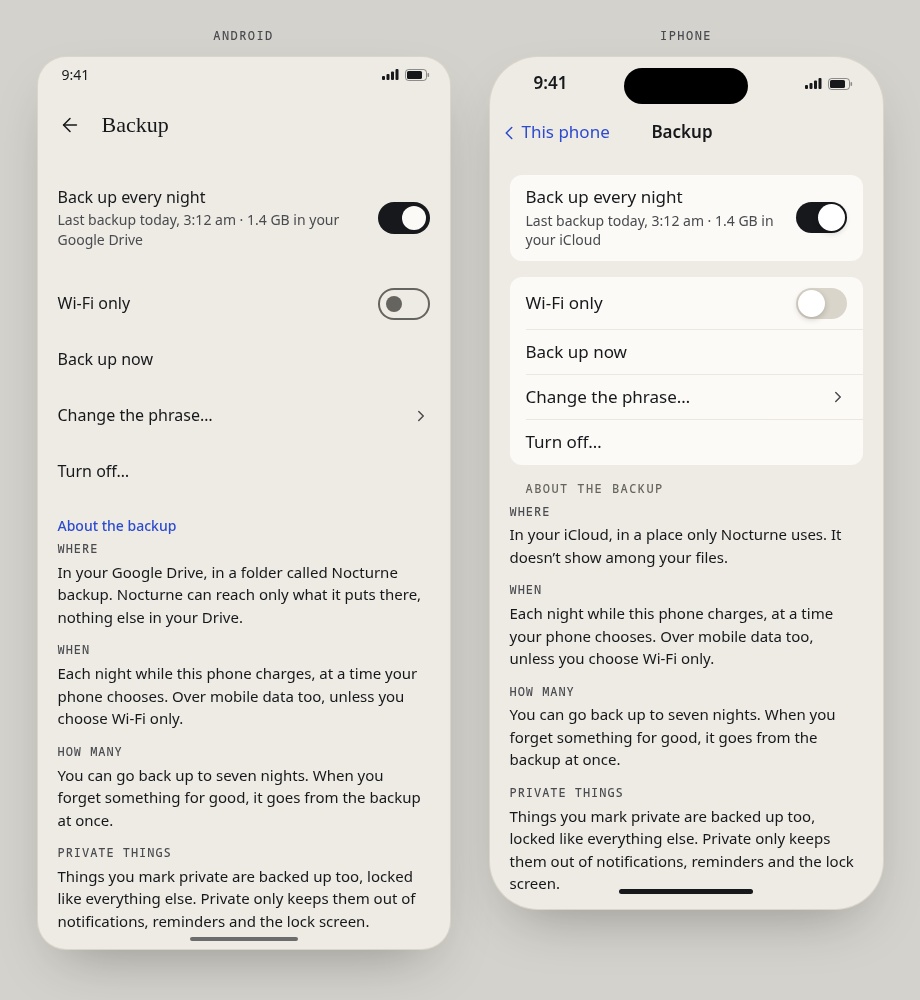 ANDROID
9:41
Backup
Back up every night
Last backup today, 3:12 am · 1.4 GB in your
Google Drive
Wi-Fi only
Back up now
Change the phrase…
Turn off…
About the backup
WHERE
In your Google Drive, in a folder called Nocturne
backup. Nocturne can reach only what it puts there,
nothing else in your Drive.
WHEN
Each night while this phone charges, at a time your
phone chooses. Over mobile data too, unless you
choose Wi-Fi only.
HOW MANY
You can go back up to seven nights. When you
forget something for good, it goes from the backup
at once.
PRIVATE THINGS
Things you mark private are backed up too, locked
like everything else. Private only keeps them out of
notifications, reminders and the lock screen.
IPHONE
9:41
This phone
Backup
Back up every night
Last backup today, 3:12 am · 1.4 GB in
your iCloud
Wi-Fi only
Back up now
Change the phrase…
Turn off…
ABOUT THE BACKUP
WHERE
In your iCloud, in a place only Nocturne uses. It
doesn’t show among your files.
WHEN
Each night while this phone charges, at a time
your phone chooses. Over mobile data too,
unless you choose Wi-Fi only.
HOW MANY
You can go back up to seven nights. When you
forget something for good, it goes from the
backup at once.
PRIVATE THINGS
Things you mark private are backed up too,
locked like everything else. Private only keeps
them out of notifications, reminders and the lock
screen.